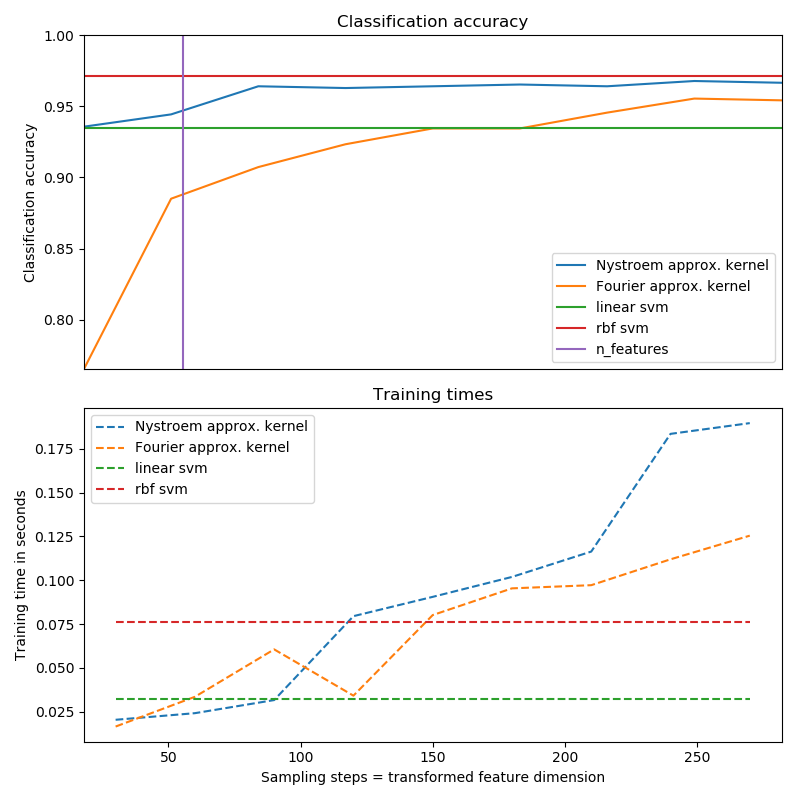 Classification accuracy
1.00
0.95
0.90
0.85
0.80
Classification accuracy
Nystroem approx. kernel
Fourier approx. kernel
linear svm
rbf svm
n_features
Training times
Nystroem approx. kernel
Fourier approx. kernel
linear svm
rbf svm
0.175
0.150
0.125
0.100
0.075
0.050
0.025
Training time in seconds
50
100
150
200
250
Sampling steps = transformed feature dimension